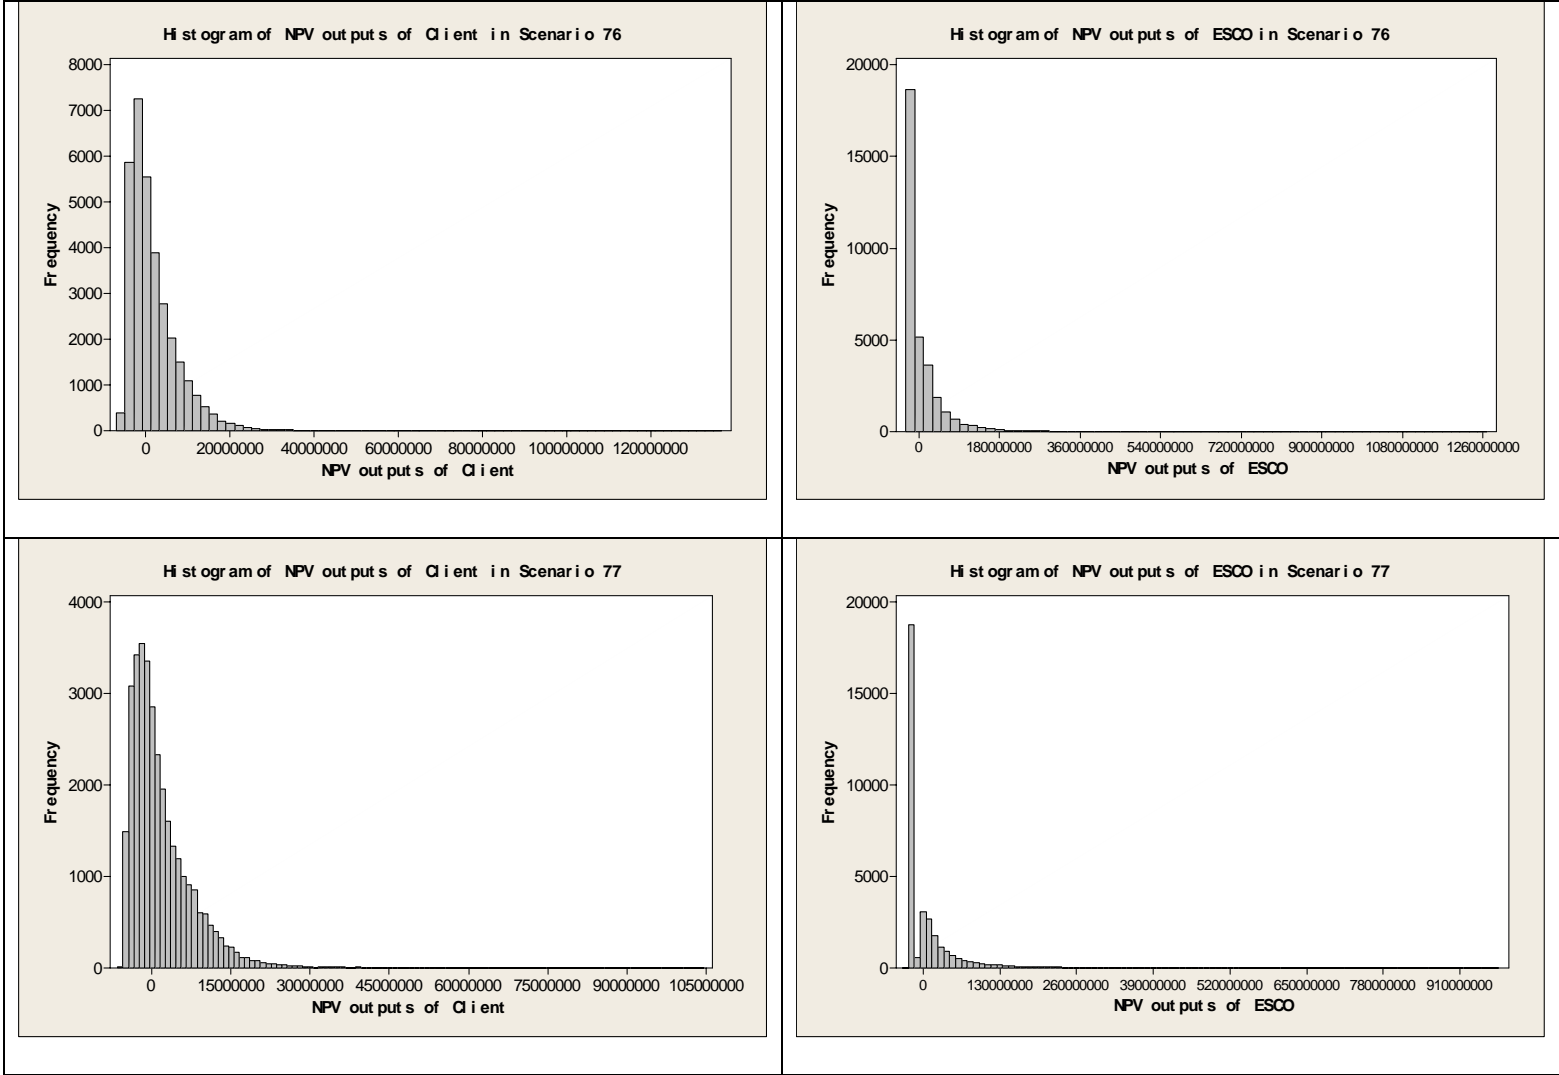 Histogram of NPV outputs of Client in Scenario 76
8000
7000
6000
5000
4000
3000
2000
1000
0
Frequency
0 20000000 40000000 60000000 80000000 100000000 120000000
NPV outputs of Client
Histogram of NPV outputs of ESCO in Scenario 76
20000
15000
10000
5000
0
Frequency
0 180000000 360000000 540000000 720000000 900000000 1080000000 1260000000
NPV outputs of ESCO
Histogram of NPV outputs of Client in Scenario 77
4000
3000
2000
1000
0
Frequency
0 15000000 30000000 45000000 60000000 75000000 90000000 105000000
NPV outputs of Client
Histogram of NPV outputs of ESCO in Scenario 77
20000
15000
10000
5000
0
Frequency
0 130000000 260000000 390000000 520000000 650000000 780000000 910000000
NPV outputs of ESCO